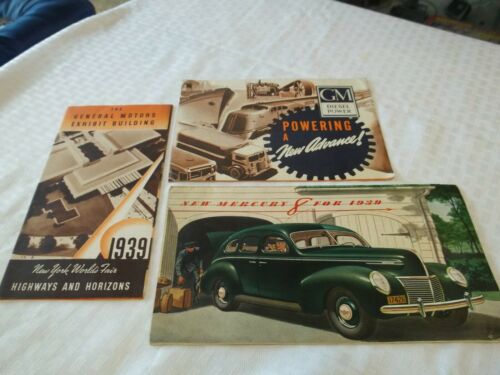 THE
GENERAL MOTORS
EXHIBIT BUILDING
1939
New York World's Fair
HIGHWAYS AND HORIZONS
GM
DIESEL
POWER
POWERING
A
New Advance!
NEW MERCURY 8 FOR 1939